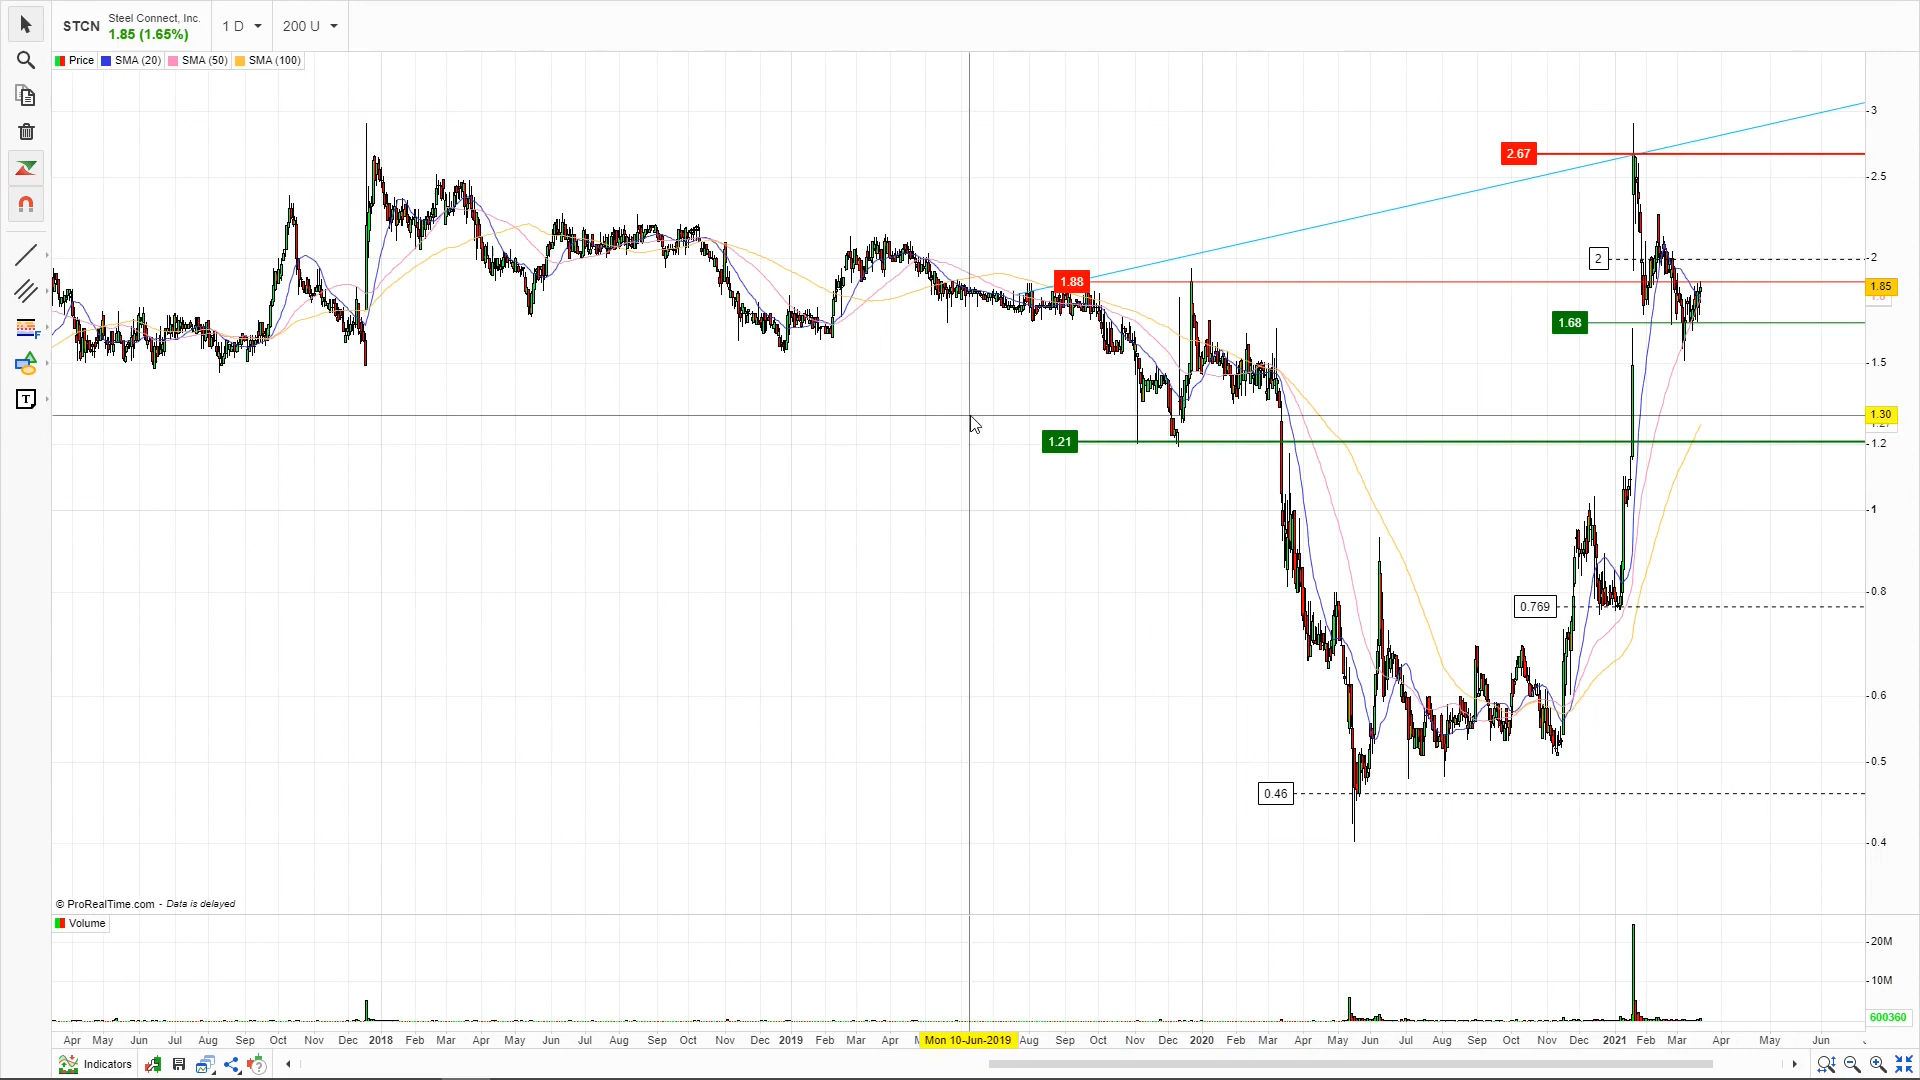 STCN Steel Connect, Inc. 1 D 200 U
1.85 (1.65%)
Price SMA (20) SMA (50) SMA (100)
3
2.67
2.5
2
2
1.88
1.85
1.68
1.5
1.30
1.21
1.2
1
0.8
0.769
0.6
0.5
0.46
0.4
© ProRealTime.com - Data is delayed
Volume
20M
10M
600360
Apr May Jun Jul Aug Sep Oct Nov Dec 2018 Feb Mar Apr May Jun Jul Aug Sep Oct Nov Dec 2019 Feb Mar Apr Mon 10-Jun-2019 Aug Sep Oct Nov Dec 2020 Feb Mar Apr May Jun Jul Aug Sep Oct Nov Dec 2021 Feb Mar Apr May Jun
Indicators